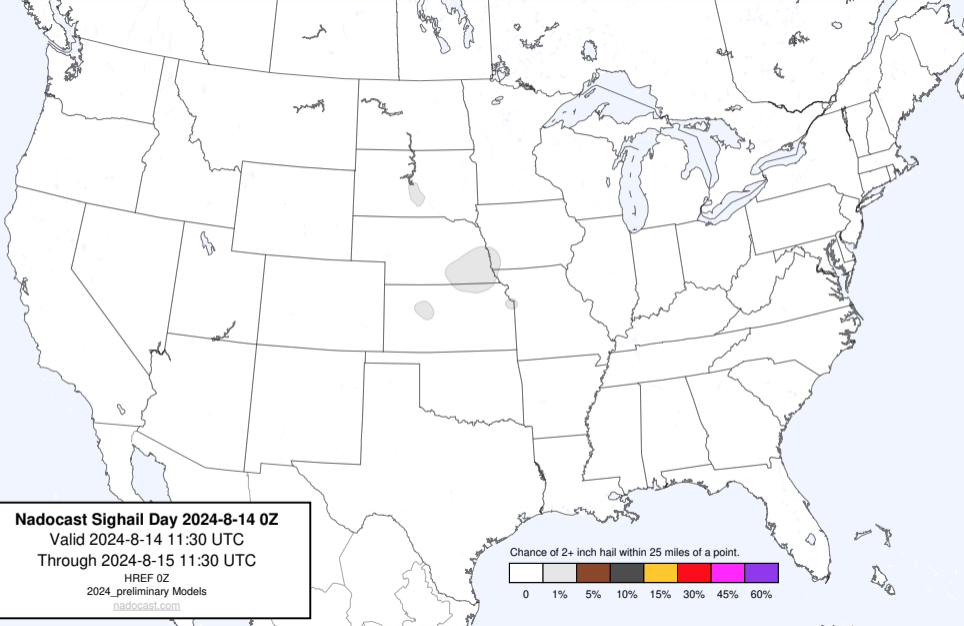 Nadocast Sighail Day 2024-8-14 0Z
Valid 2024-8-14 11:30 UTC
Through 2024-8-15 11:30 UTC
HREF 0Z
2024_preliminary Models
nadocast.com
Chance of 2+ inch hail within 25 miles of a point.
0 1% 5% 10% 15% 30% 45% 60%